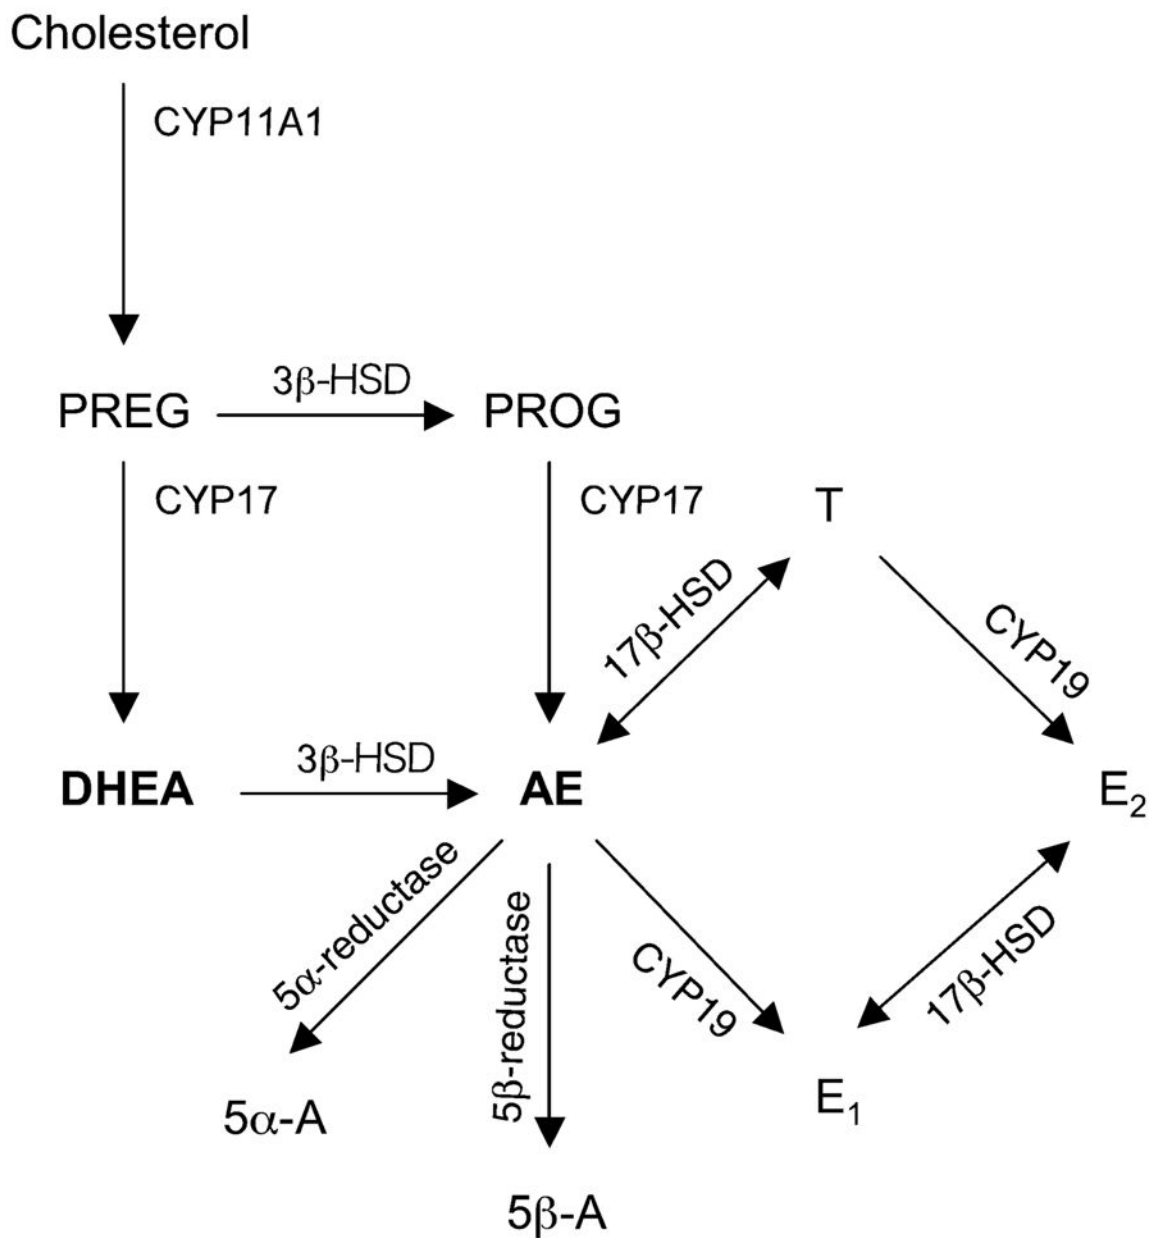 Cholesterol
CYP11A1
3β-HSD
PREG
PROG
CYP17
CYP17
T
17β-HSD
CYP19
3β-HSD
DHEA
AE
E₂
5α-reductase
5β-reductase
CYP19
17β-HSD
E₁
5α-A
5β-A